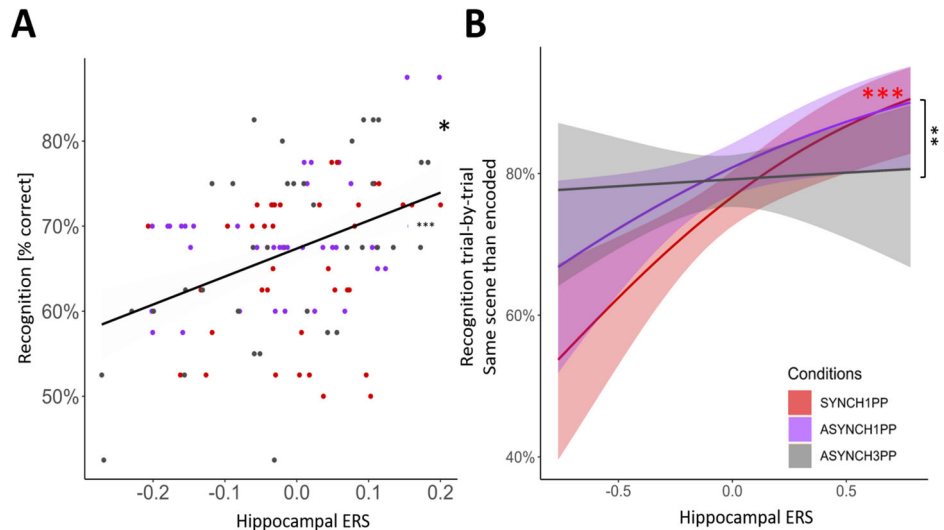 A
Recognition [% correct]
80%
70%
60%
50%
*
***
-0.2
-0.1
0.0
0.1
0.2
Hippocampal ERS
B
Recognition trial-by-trial
Same scene than encoded
80%
60%
40%
***
**
Conditions
SYNCH1PP
ASYNCH1PP
ASYNCH3PP
-0.5
0.0
0.5
Hippocampal ERS